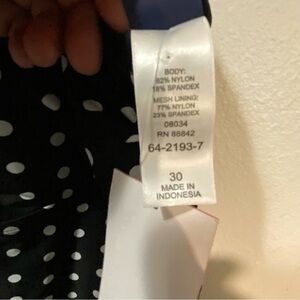 BODY:
82% NYLON
18% SPANDEX
MESH LINING:
77% NYLON
23% SPANDEX
08034
RN 88842
64-2193-7
30
MADE IN
INDONESIA